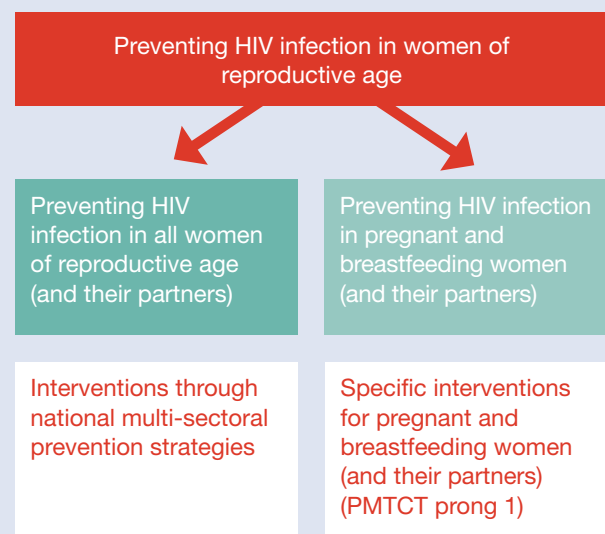 Preventing HIV infection in women of
reproductive age
Preventing HIV
infection in all women
of reproductive age
(and their partners)
Preventing HIV infection
in pregnant and
breastfeeding women
(and their partners)
Interventions through
national multi-sectoral
prevention strategies
Specific interventions
for pregnant and
breastfeeding women
(and their partners)
(PMTCT prong 1)